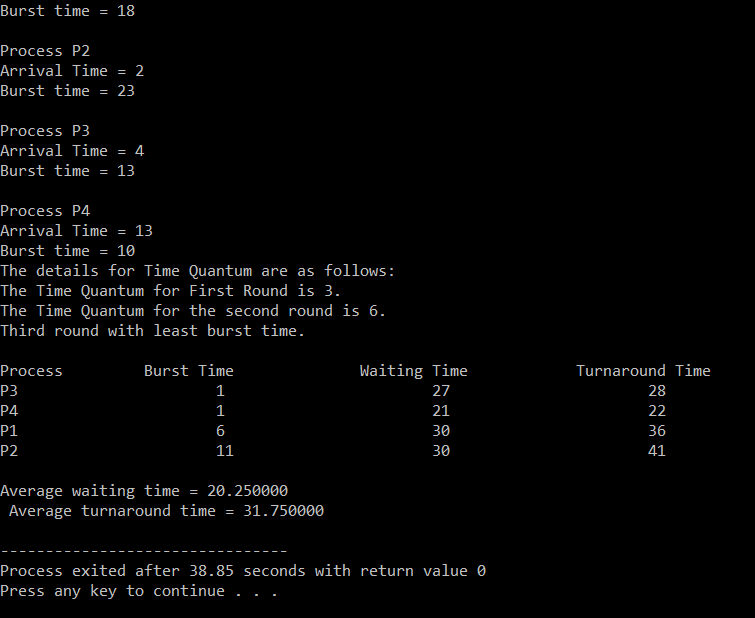 Burst time = 18
Process P2
Arrival Time = 2
Burst time = 23
Process P3
Arrival Time = 4
Burst time = 13
Process P4
Arrival Time = 13
Burst time = 10
The details for Time Quantum are as follows:
The Time Quantum for First Round is 3.
The Time Quantum for the second round is 6.
Third round with least burst time.
Process Burst Time Waiting Time Turnaround Time
P3 1 27 28
P4 1 21 22
P1 6 30 36
P2 11 30 41
Average waiting time = 20.250000
Average turnaround time = 31.750000
--------------------------------
Process exited after 38.85 seconds with return value 0
Press any key to continue . . .